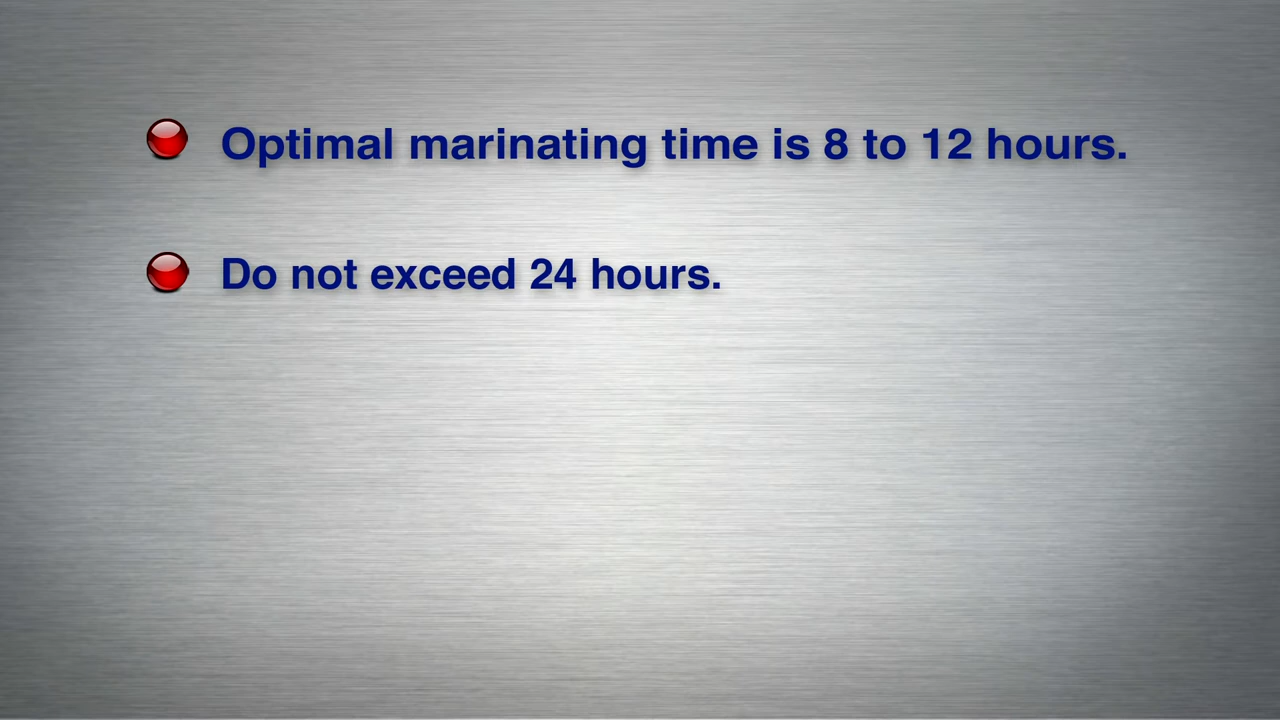 Optimal marinating time is 8 to 12 hours.
Do not exceed 24 hours.